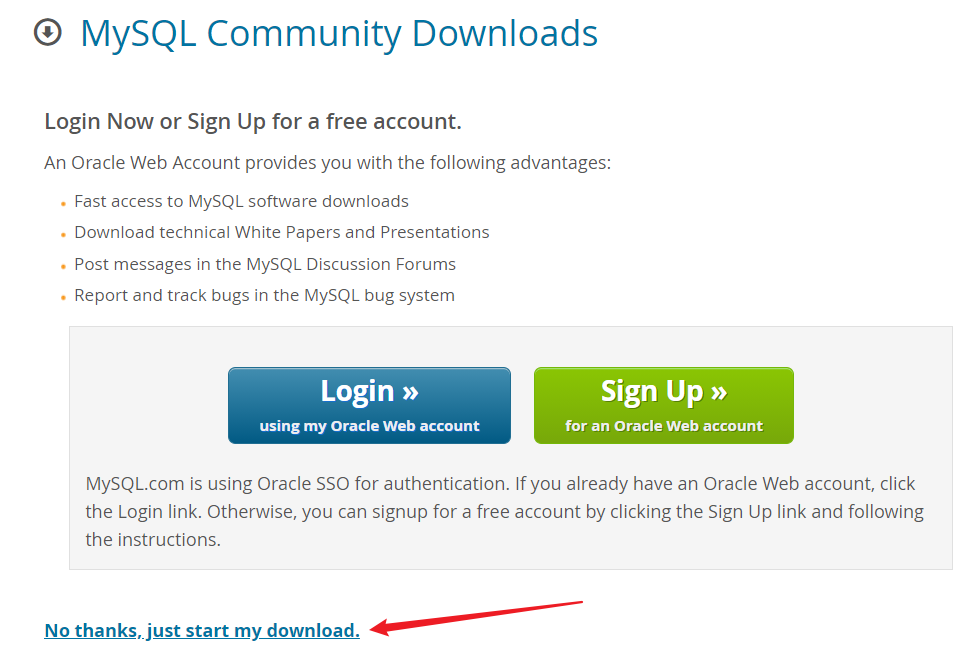 MySQL Community Downloads
Login Now or Sign Up for a free account.
An Oracle Web Account provides you with the following advantages:
Fast access to MySQL software downloads
Download technical White Papers and Presentations
Post messages in the MySQL Discussion Forums
Report and track bugs in the MySQL bug system
Login »
using my Oracle Web account
Sign Up »
for an Oracle Web account
MySQL.com is using Oracle SSO for authentication. If you already have an Oracle Web account, click
the Login link. Otherwise, you can signup for a free account by clicking the Sign Up link and following
the instructions.
No thanks, just start my download.